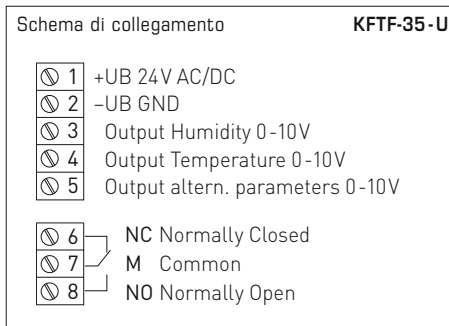 Schema di collegamento KFTF-35-U
1 +UB 24V AC/DC
2 –UB GND
3 Output Humidity 0-10V
4 Output Temperature 0-10V
5 Output altern. parameters 0-10V
6 NC Normally Closed
7 M Common
8 NO Normally Open